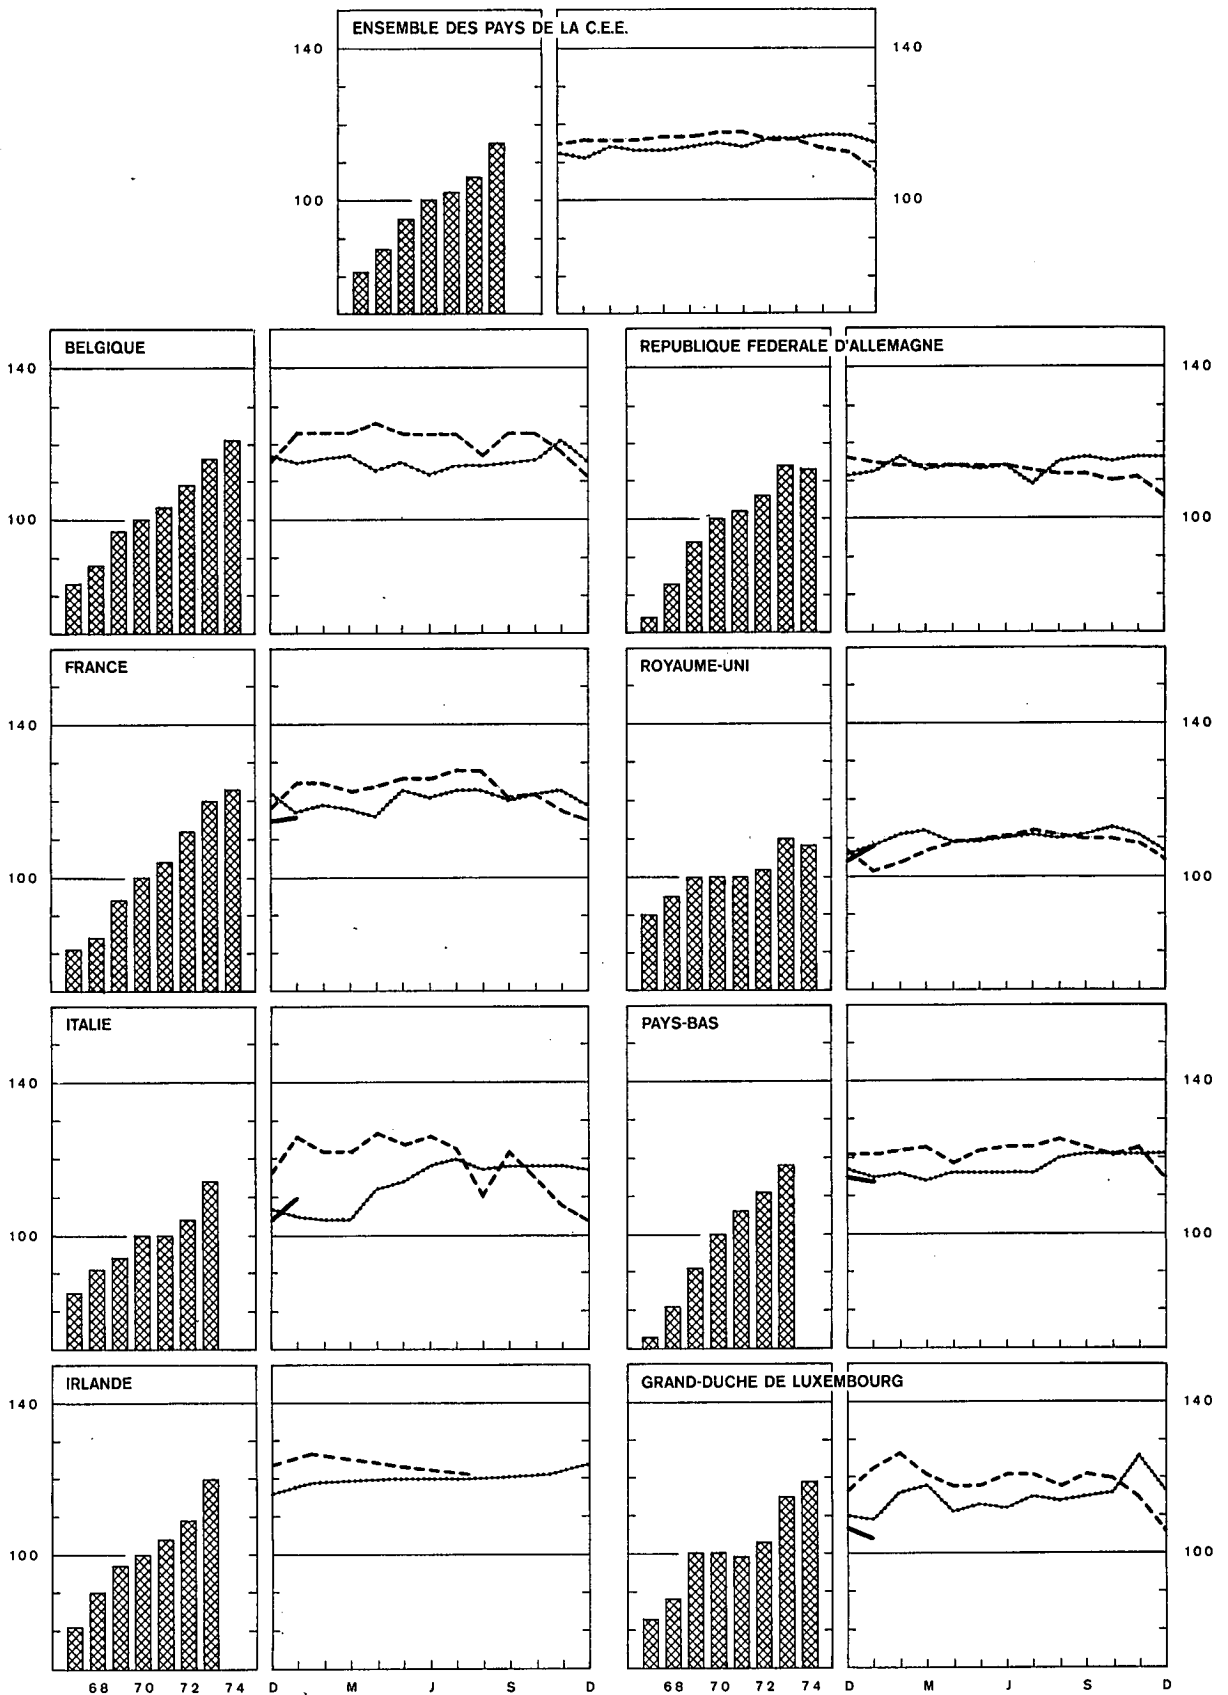 ENSEMBLE DES PAYS DE LA C.E.E.
140 140
100 100
BELGIQUE REPUBLIQUE FEDERALE D'ALLEMAGNE
140 140
100 100
FRANCE ROYAUME-UNI
140 140
100 100
ITALIE PAYS-BAS
140 140
100 100
IRLANDE GRAND-DUCHE DE LUXEMBOURG
140 140
100 100
68 70 72 74 D M J S D 68 70 72 74 D M J S D